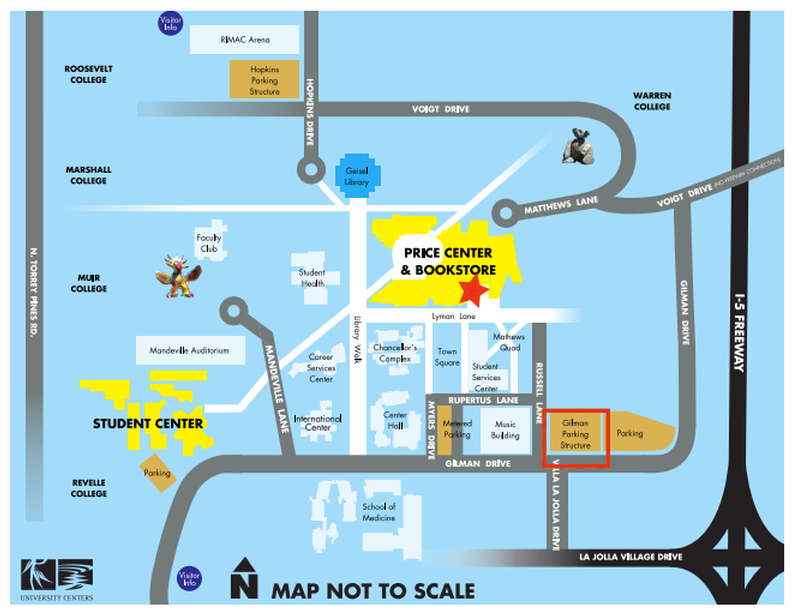 Visitor
Info
RIMAC Arena
ROOSEVELT
COLLEGE
Hopkins
Parking
Structure
HOPKINS DRIVE
VOIGT DRIVE
WARREN
COLLEGE
MARSHALL
COLLEGE
Geisel
Library
MATTHEWS LANE
VOIGT DRIVE (NO FREEWAY CONNECTION)
Faculty
Club
PRICE CENTER
& BOOKSTORE
MUIR
COLLEGE
Student
Health
N. TORREY PINES RD.
GILMAN DRIVE
I-5 FREEWAY
Library Walk
Lyman Lane
Mandeville Auditorium
MANDEVILLE LANE
Career
Services
Center
Chancellor's
Complex
Town
Square
Mathews
Quad
Student
Services
Center
RUSSELL LANE
RUPERTUS LANE
STUDENT CENTER
International
Center
Center
Hall
MYERS DRIVE
Metered
Parking
Music
Building
Gilman
Parking
Structure
Parking
Parking
GILMAN DRIVE
VILLA LA JOLLA DRIVE
REVELLE
COLLEGE
School of
Medicine
LA JOLLA VILLAGE DRIVE
UNIVERSITY CENTERS
Visitor
Info
N
MAP NOT TO SCALE